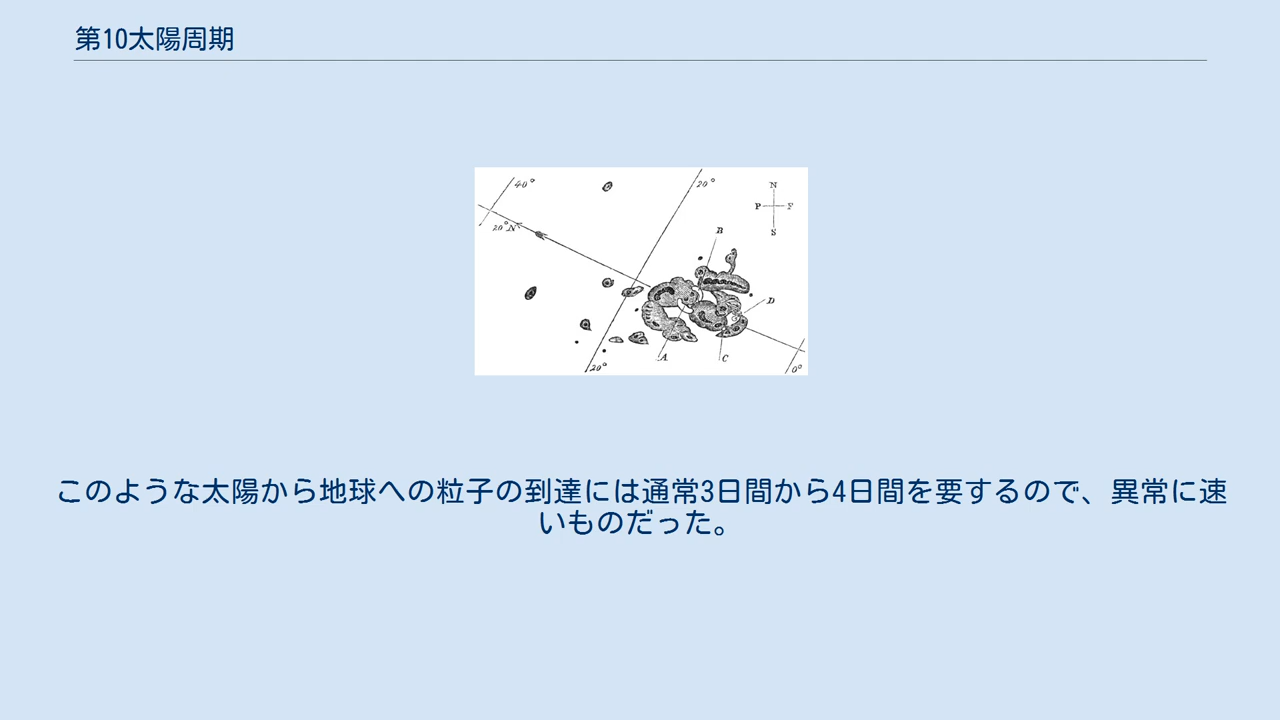 第10太陽周期
40°
20°
N
P F
S
20°N
B
D
A
C
20°
0°
このような太陽から地球への粒子の到達には通常3日間から4日間を要するので、異常に速
いものだった。